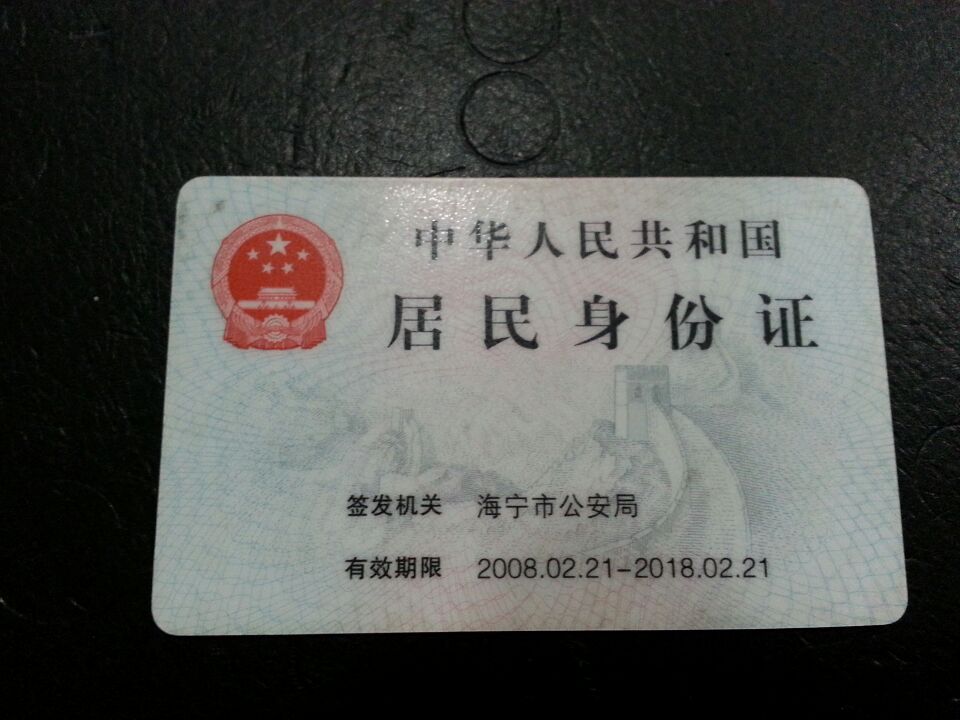 中华人民共和国
居民身份证
签发机关 海宁市公安局
有效期限 2008.02.21-2018.02.21